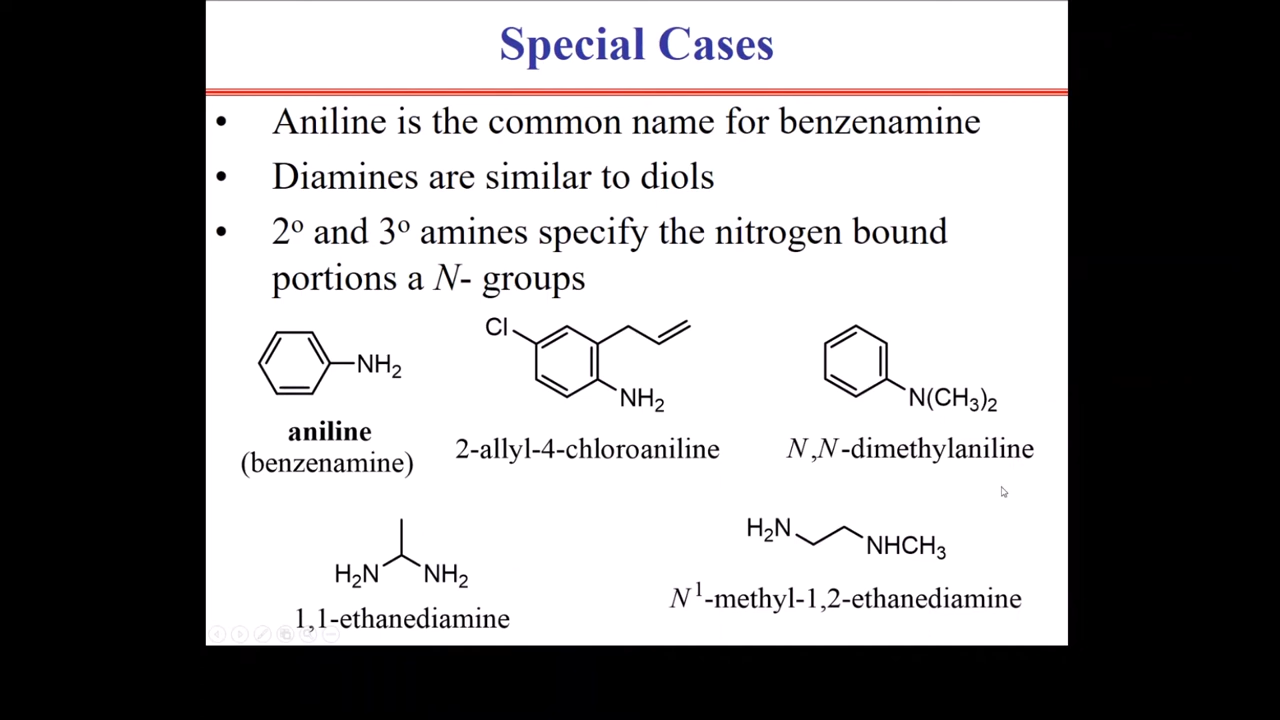 Special Cases
• Aniline is the common name for benzenamine
• Diamines are similar to diols
• 2º and 3º amines specify the nitrogen bound
portions a N- groups
NH₂
Cl
NH₂
N(CH₃)₂
aniline
(benzenamine)
2-allyl-4-chloroaniline
N,N-dimethylaniline
H₂N
NH₂
H₂N
NHCH₃
1,1-ethanediamine
N¹-methyl-1,2-ethanediamine